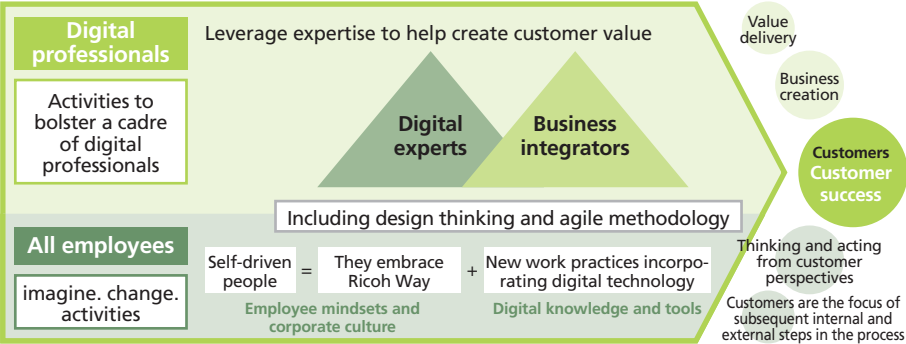 Digital
professionals
Leverage expertise to help create customer value
Activities to
bolster a cadre
of digital
professionals
Digital
experts
Business
integrators
Including design thinking and agile methodology
All employees
imagine. change.
activities
Self-driven
people
=
They embrace
Ricoh Way
+
New work practices incorpo-
rating digital technology
Employee mindsets and
corporate culture
Digital knowledge and tools
Value
delivery
Business
creation
Customers
Customer
success
Thinking and acting
from customer
perspectives
Customers are the focus of
subsequent internal and
external steps in the process